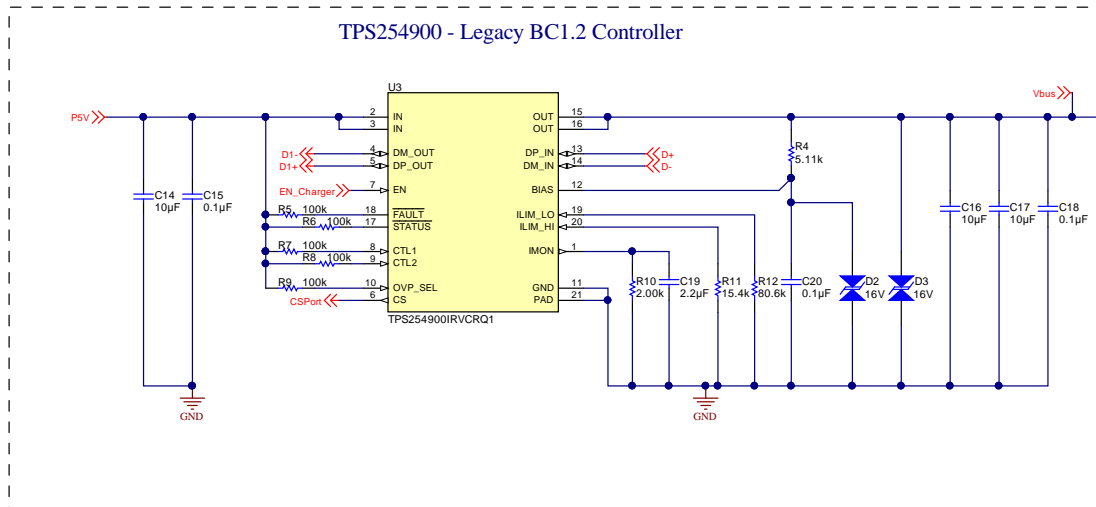 TPS254900 - Legacy BC1.2 Controller
U3
Vbus
P5V
2 IN
3 IN
OUT 15
OUT 16
R4
5.11k
D1- 4 DM_OUT
D1+ 5 DP_OUT
DP_IN 13 D+
DM_IN 14 D-
EN_Charger 7 EN
BIAS 12
C14
10µF
C15
0.1µF
R5 100k 18 FAULT
R6 100k 17 STATUS
ILIM_LO 19
ILIM_HI 20
C16
10µF
C17
10µF
C18
0.1µF
R7 100k 8 CTL1
R8 100k 9 CTL2
IMON 1
R9 100k 10 OVP_SEL
CSPort 6 CS
GND 11
PAD 21
R10
2.00k
C19
2.2µF
R11
15.4k
R12
80.6k
C20
0.1µF
D2
16V
D3
16V
TPS254900IRVCRQ1
GND
GND